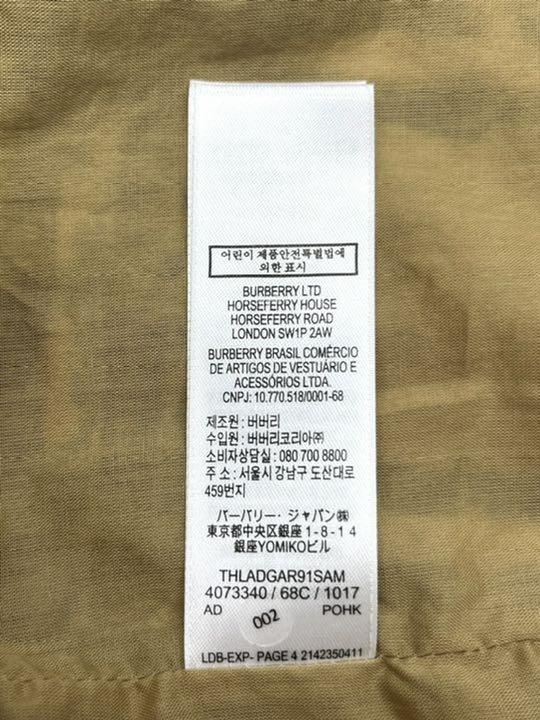 어린이 제품안전특별법에
의한 표시
BURBERRY LTD
HORSEFERRY HOUSE
HORSEFERRY ROAD
LONDON SW1P 2AW
BURBERRY BRASIL COMÉRCIO
DE ARTIGOS DE VESTUÁRIO E
ACESSÓRIOS LTDA.
CNPJ: 10.770.518/0001-68
제조원 : 버버리
수입원 : 버버리코리아㈜
소비자상담실 : 080 700 8800
주 소 : 서울시 강남구 도산대로
459번지
バーバリー・ジャパン㈱
東京都中央区銀座1-8-14
銀座YOMIKOビル
THLADGAR91SAM
4073340 / 68C / 1017
AD POHK
002
LDB-EXP- PAGE 4 2142350411